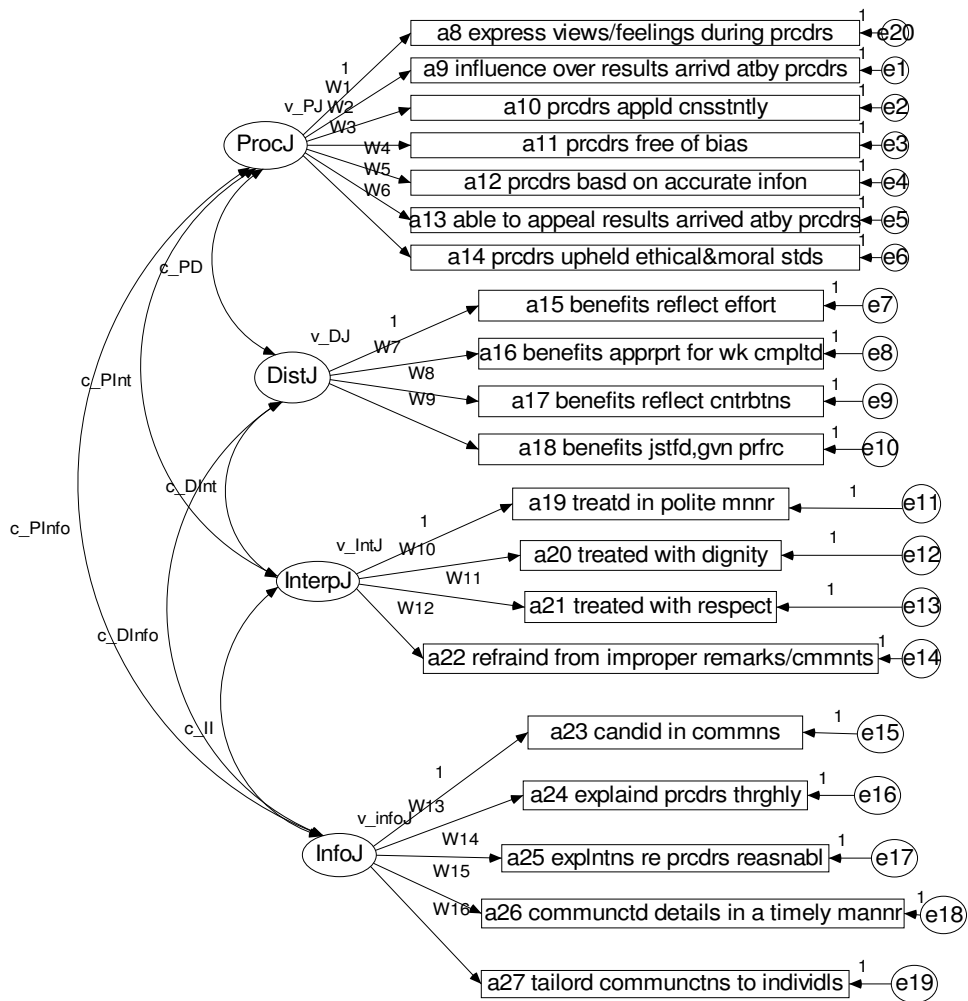 a8 express views/feelings during prcdrs
1
e20
1
W1
a9 influence over results arrivd atby prcdrs
1
e1
v_PJ
W2
a10 prcdrs appld cnsstntly
1
e2
W3
ProcJ
a11 prcdrs free of bias
1
e3
W4
W5
a12 prcdrs basd on accurate infon
1
e4
W6
a13 able to appeal results arrived atby prcdrs
1
e5
a14 prcdrs upheld ethical&moral stds
1
e6
c_PD
a15 benefits reflect effort
1
e7
v_DJ
1
W7
a16 benefits apprprt for wk cmpltd
1
e8
DistJ
W8
c_PInt
a17 benefits reflect cntrbtns
1
e9
W9
a18 benefits jstfd,gvn prfrc
1
e10
c_DInt
a19 treatd in polite mnnr
1
e11
c_PInfo
v_IntJ
1
W10
a20 treated with dignity
1
e12
InterpJ
W11
a21 treated with respect
1
e13
W12
c_DInfo
a22 refraind from improper remarks/cmmnts
1
e14
c_II
a23 candid in commns
1
e15
1
a24 explaind prcdrs thrghly
1
e16
v_infoJ
W13
InfoJ
W14
a25 explntns re prcdrs reasnabl
1
e17
W15
W16
a26 communctd details in a timely mannr
1
e18
a27 tailord communctns to individls
1
e19